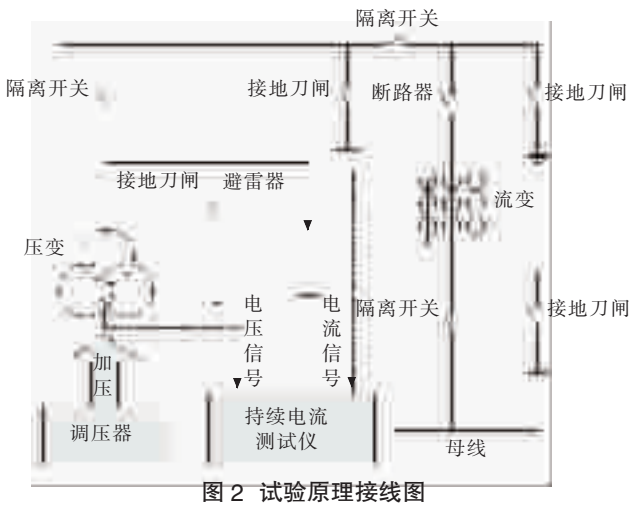 隔离开关
隔离开关
接地刀闸
断路器
接地刀闸
接地刀闸
避雷器
流变
压变
电压信号
电流信号
隔离开关
接地刀闸
加压
调压器
持续电流
测试仪
母线
图 2 试验原理接线图